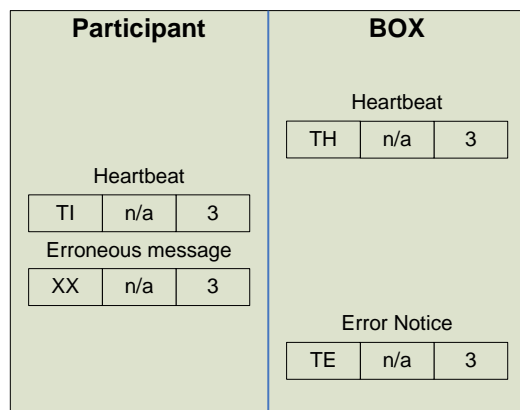 Participant BOX
Heartbeat
TH n/a 3
Heartbeat
TI n/a 3
Erroneous message
XX n/a 3
Error Notice
TE n/a 3